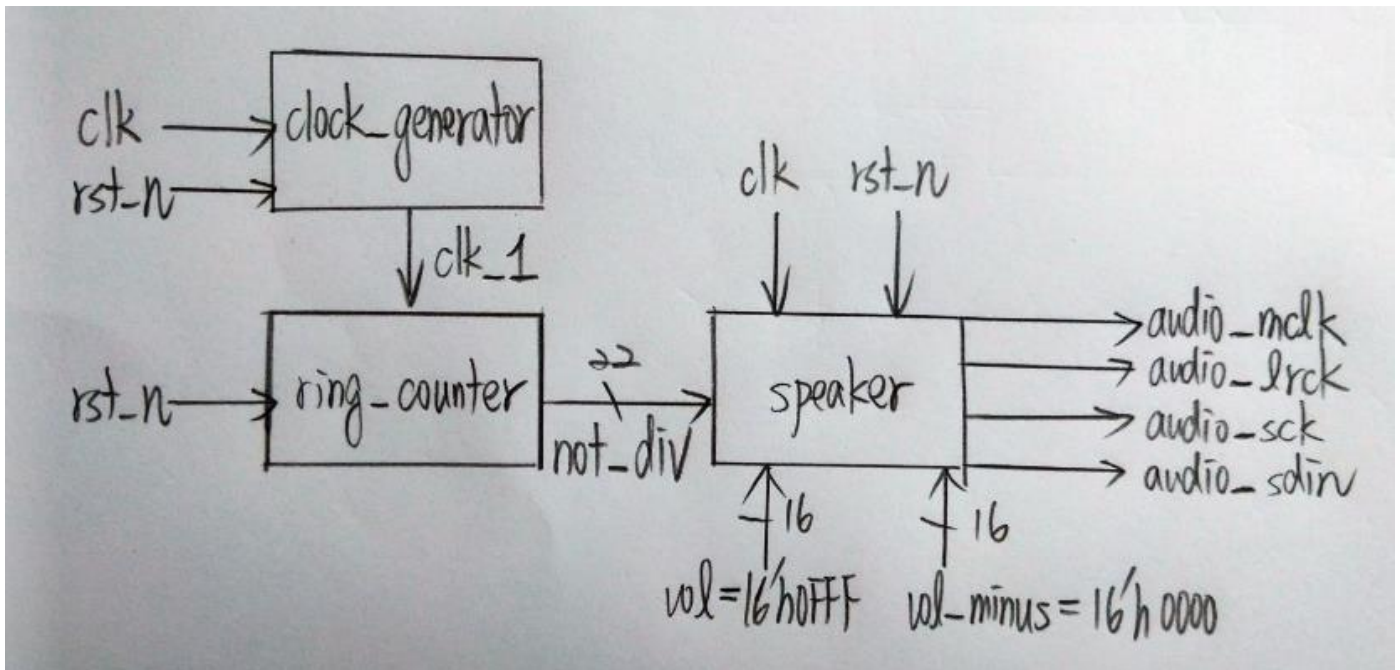 clk
clock_generator
rst_n
clk rst_n
clk_1
audio_mclk
audio_lrck
rst_n
ring_counter
22
not_div
speaker
audio_sck
audio_sdin
16
16
vol=16'h0FFF
vol_minus=16'h0000